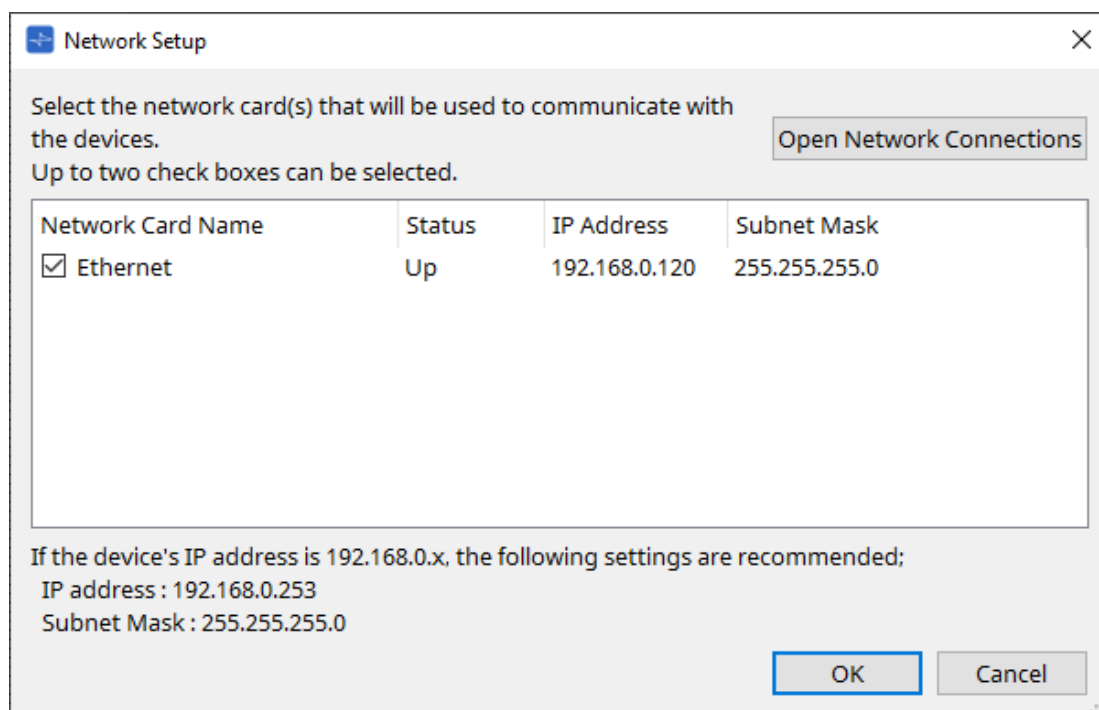 Network Setup
Select the network card(s) that will be used to communicate with
the devices.
Open Network Connections
Up to two check boxes can be selected.
Network Card Name Status IP Address Subnet Mask
Ethernet Up 192.168.0.120 255.255.255.0
If the device's IP address is 192.168.0.x, the following settings are recommended;
IP address : 192.168.0.253
Subnet Mask : 255.255.255.0
OK Cancel